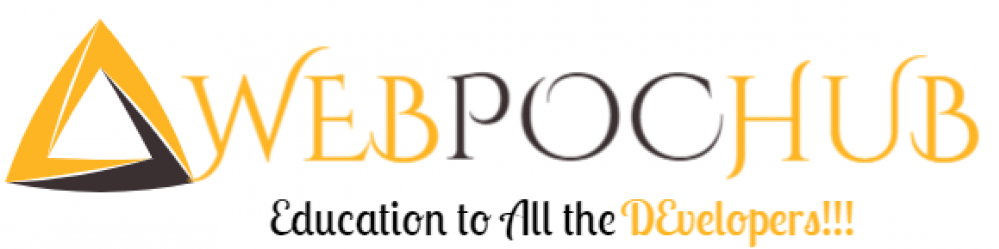 WEBPOCHUB
Education to All the DEvelopers!!!